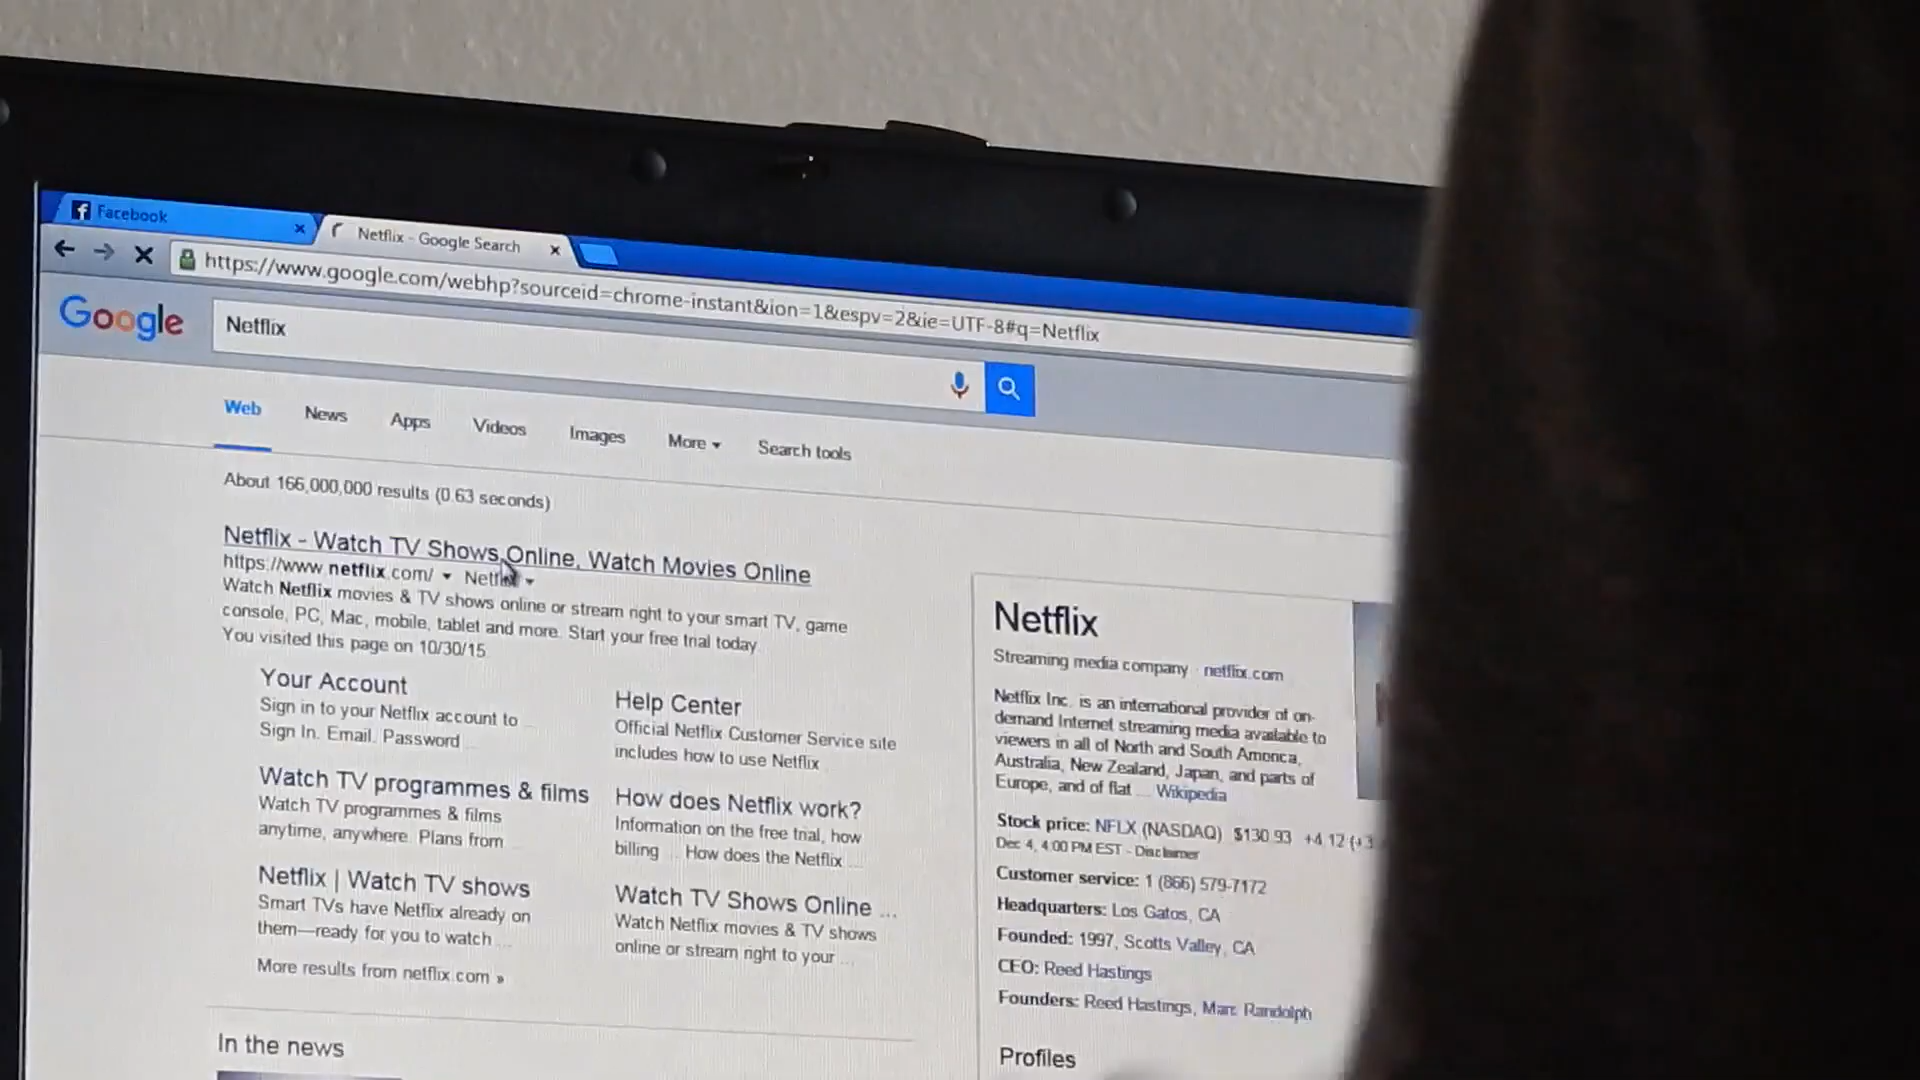 Facebook
Netflix - Google Search
https://www.google.com/webhp?sourceid=chrome-instant&ion=1&espv=2&ie=UTF-8#q=Netflix
Google
Netflix
Web News Apps Videos Images More Search tools
About 166,000,000 results (0.63 seconds)
Netflix - Watch TV Shows Online, Watch Movies Online
https://www.netflix.com/ Netflix
Watch Netflix movies & TV shows online or stream right to your smart TV, game
console, PC, Mac, mobile, tablet and more. Start your free trial today.
You visited this page on 10/30/15.
Your Account
Sign in to your Netflix account to ...
Sign In. Email. Password ...
Watch TV programmes & films
Watch TV programmes & films
anytime, anywhere. Plans from ...
Netflix | Watch TV shows
Smart TVs have Netflix already on
them—ready for you to watch ...
More results from netflix.com »
Help Center
Official Netflix Customer Service site
includes how to use Netflix ...
How does Netflix work?
Information on the free trial, how
billing ... How does the Netflix ...
Watch TV Shows Online ...
Watch Netflix movies & TV shows
online or stream right to your ...
In the news
Netflix
Streaming media company · netflix.com
Netflix Inc. is an international provider of on-
demand Internet streaming media available to
viewers in all of North and South America,
Australia, New Zealand, Japan, and parts of
Europe, and of flat ... Wikipedia
Stock price: NFLX (NASDAQ) $130.93 +4.12
Dec 4, 4:00 PM EST - Disclaimer
Customer service: 1 (866) 579-7172
Headquarters: Los Gatos, CA
Founded: 1997, Scotts Valley, CA
CEO: Reed Hastings
Founders: Reed Hastings, Marc Randolph
Profiles